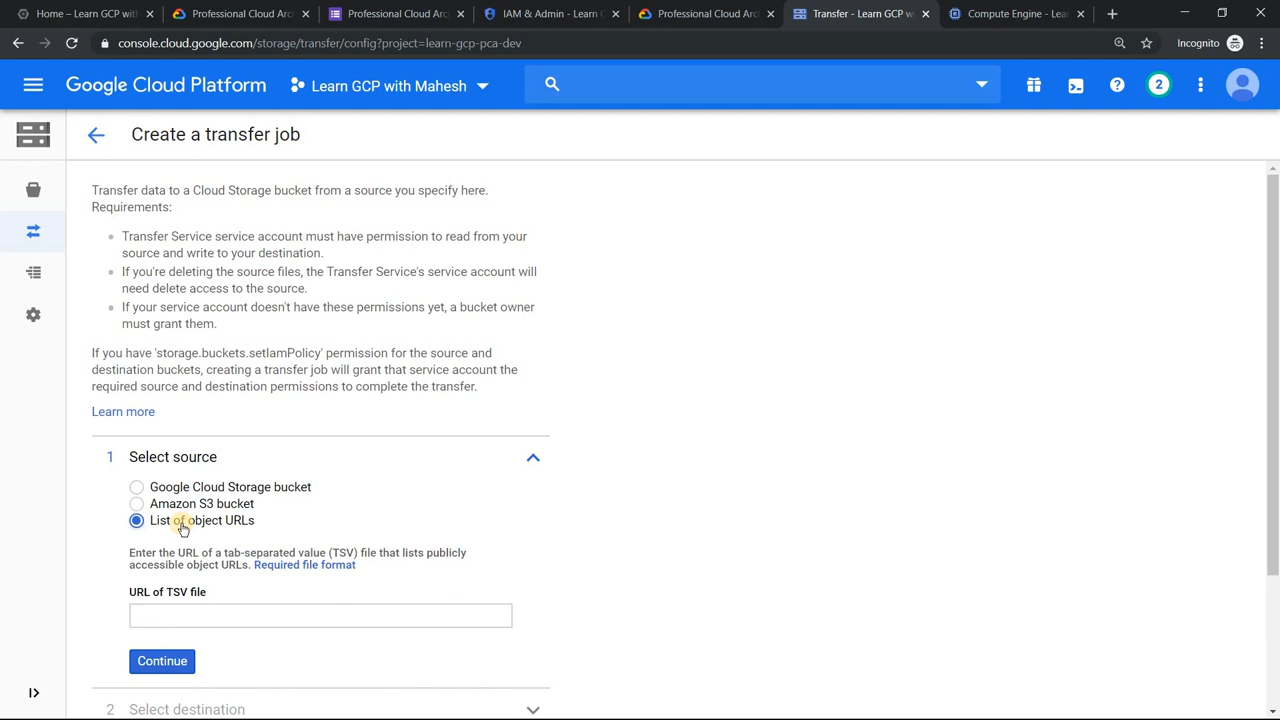 Home – Learn GCP with
Professional Cloud Arc
Professional Cloud Arc
IAM & Admin – Learn G
Professional Cloud Arc
Transfer - Learn GCP w
Compute Engine - Lear
console.cloud.google.com/storage/transfer/config?project=learn-gcp-pca-dev
Incognito
Google Cloud Platform
Learn GCP with Mahesh
2
Create a transfer job
Transfer data to a Cloud Storage bucket from a source you specify here.
Requirements:
Transfer Service service account must have permission to read from your
source and write to your destination.
If you're deleting the source files, the Transfer Service's service account will
need delete access to the source.
If your service account doesn't have these permissions yet, a bucket owner
must grant them.
If you have 'storage.buckets.setIamPolicy' permission for the source and
destination buckets, creating a transfer job will grant that service account the
required source and destination permissions to complete the transfer.
Learn more
1 Select source
Google Cloud Storage bucket
Amazon S3 bucket
List of object URLs
Enter the URL of a tab-separated value (TSV) file that lists publicly
accessible object URLs. Required file format
URL of TSV file
Continue
2 Select destination